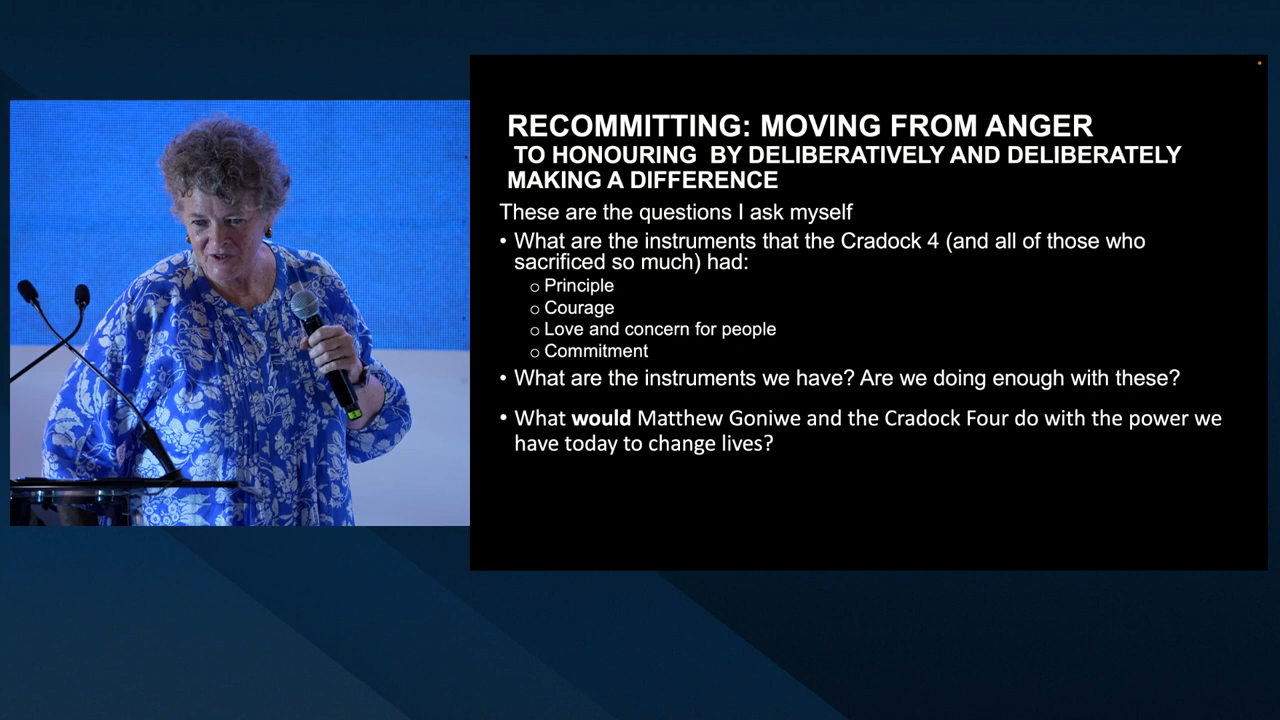 RECOMMITTING: MOVING FROM ANGER
TO HONOURING BY DELIBERATIVELY AND DELIBERATELY
MAKING A DIFFERENCE
These are the questions I ask myself
• What are the instruments that the Cradock 4 (and all of those who
sacrificed so much) had:
o Principle
o Courage
o Love and concern for people
o Commitment
• What are the instruments we have? Are we doing enough with these?
• What would Matthew Goniwe and the Cradock Four do with the power we
have today to change lives?